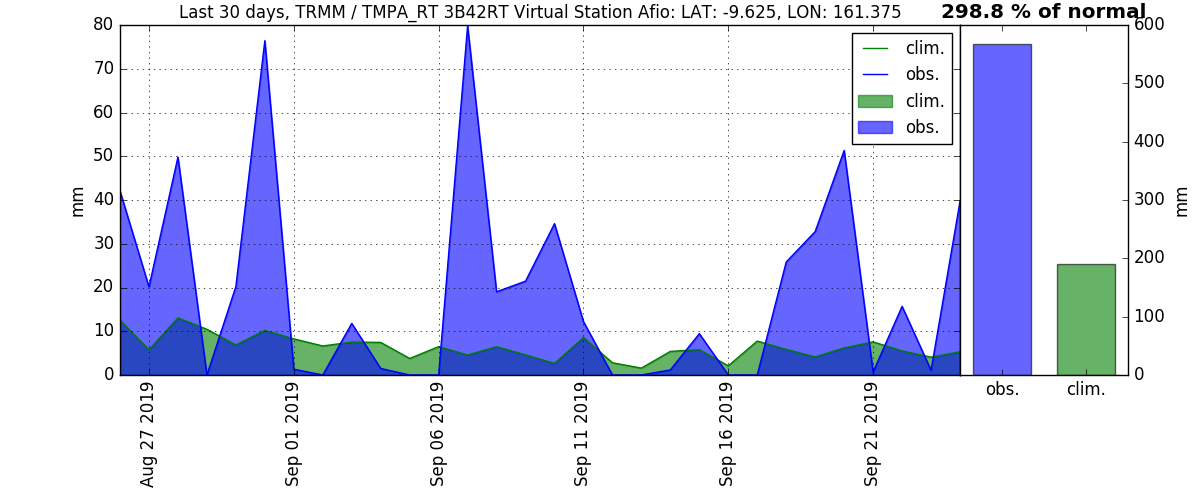 Last 30 days, TRMM / TMPA_RT 3B42RT Virtual Station Afio: LAT: -9.625, LON: 161.375
298.8 % of normal
80
70
60
50
40
30
20
10
0
mm
clim.
obs.
clim.
obs.
600
500
400
300
200
100
0
mm
Aug 27 2019
Sep 01 2019
Sep 06 2019
Sep 11 2019
Sep 16 2019
Sep 21 2019
obs.
clim.